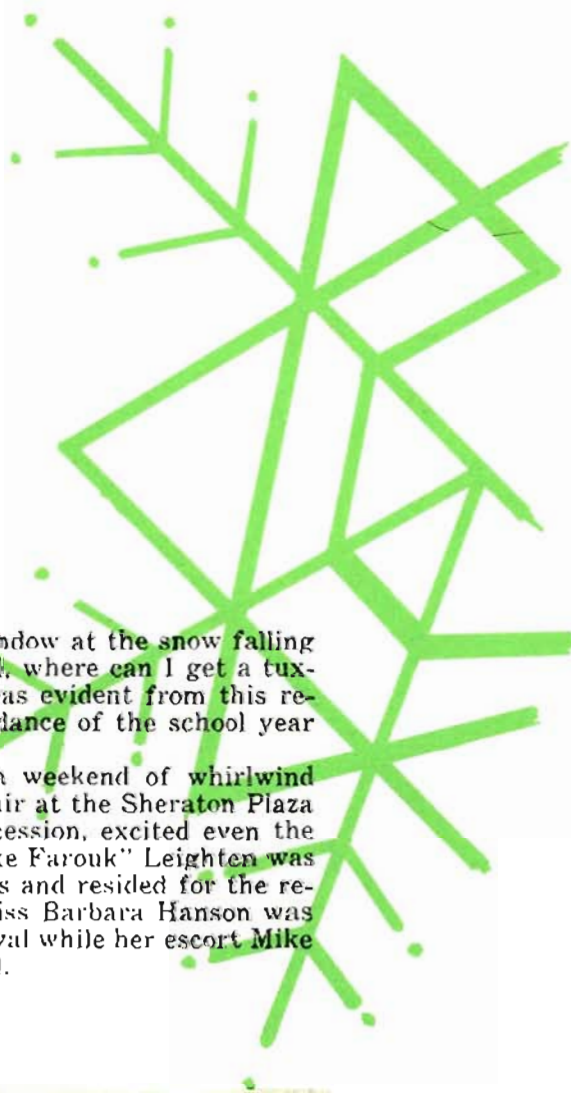 ndow at the snow falling
, where can I get a tux-
as evident from this re-
dance of the school year
weekend of whirlwind
ir at the Sheraton Plaza
cession, excited even the
ke Farouk" Leighten was
s and resided for the re-
iss Barbara Hanson was
val while her escort Mike